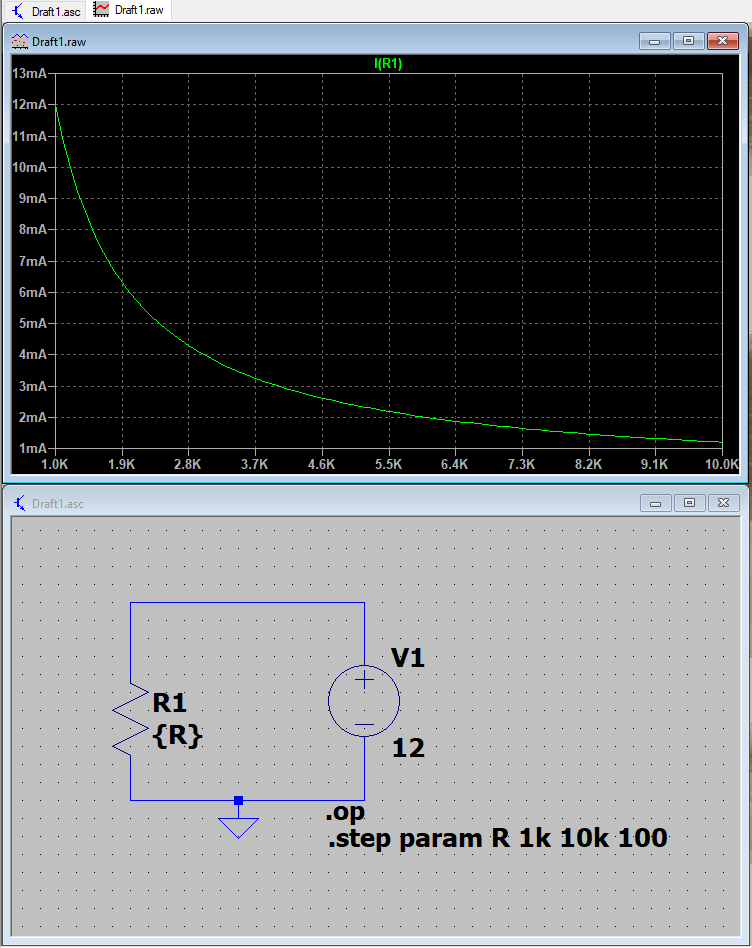 Draft1.asc Draft1.raw
Draft1.raw
I(R1)
13mA
12mA
11mA
10mA
9mA
8mA
7mA
6mA
5mA
4mA
3mA
2mA
1mA
1.0K 1.9K 2.8K 3.7K 4.6K 5.5K 6.4K 7.3K 8.2K 9.1K 10.0K
Draft1.asc
V1
R1
{R}
12
.op
.step param R 1k 10k 100